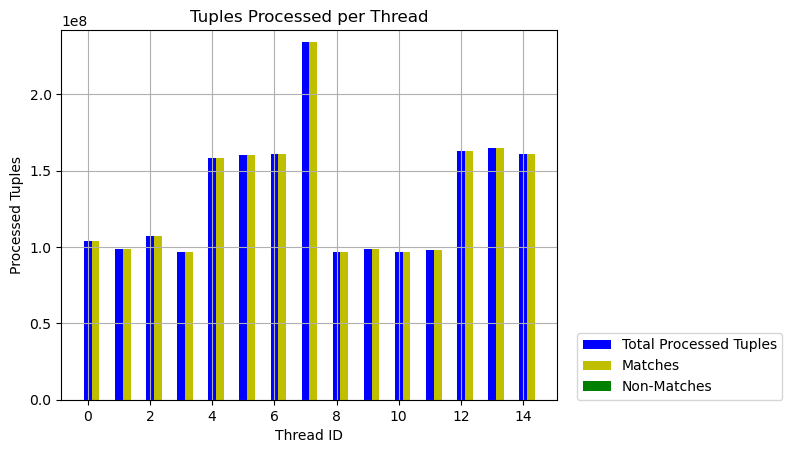 Tuples Processed per Thread
1e8
2.0
1.5
1.0
0.5
0.0
Processed Tuples
0 2 4 6 8 10 12 14
Thread ID
Total Processed Tuples
Matches
Non-Matches